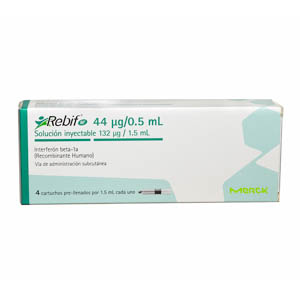 Rebif® 44 µg/0.5 mL
Solución inyectable 132 µg / 1.5 mL
Interferón beta-1a
(Recombinante Humano)
Vía de administración subcutánea
4 cartuchos pre-llenados por 1.5 mL cada uno
MERCK